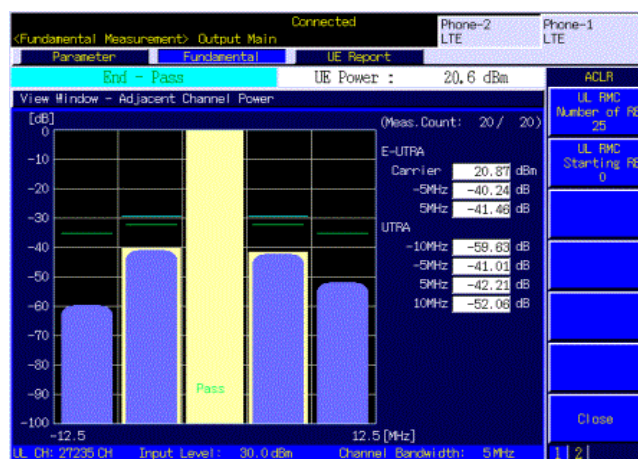 Connected
Phone-2 Phone-1
<Fundamental Measurement> Output Main LTE LTE
Parameter Fundamental UE Report
End - Pass UE Power : 20.6 dBm ACLR
View Window - Adjacent Channel Power
UL RMC
Number of RB
25
[dB] (Meas.Count: 20/ 20)
0
-10
-20
-30
-40
-50
-60
-70
-80
-90
-100
E-UTRA
Carrier 20.87 dBm
-5MHz -40.24 dB
5MHz -41.46 dB
UTRA
-10MHz -59.63 dB
-5MHz -41.01 dB
5MHz -42.21 dB
10MHz -52.06 dB
UL RMC
Starting RB
0
Pass
-12.5 12.5 [MHz]
Close
UL CH: 27235 CH Input Level: 30.0 dBm Channel Bandwidth: 5MHz 1 2